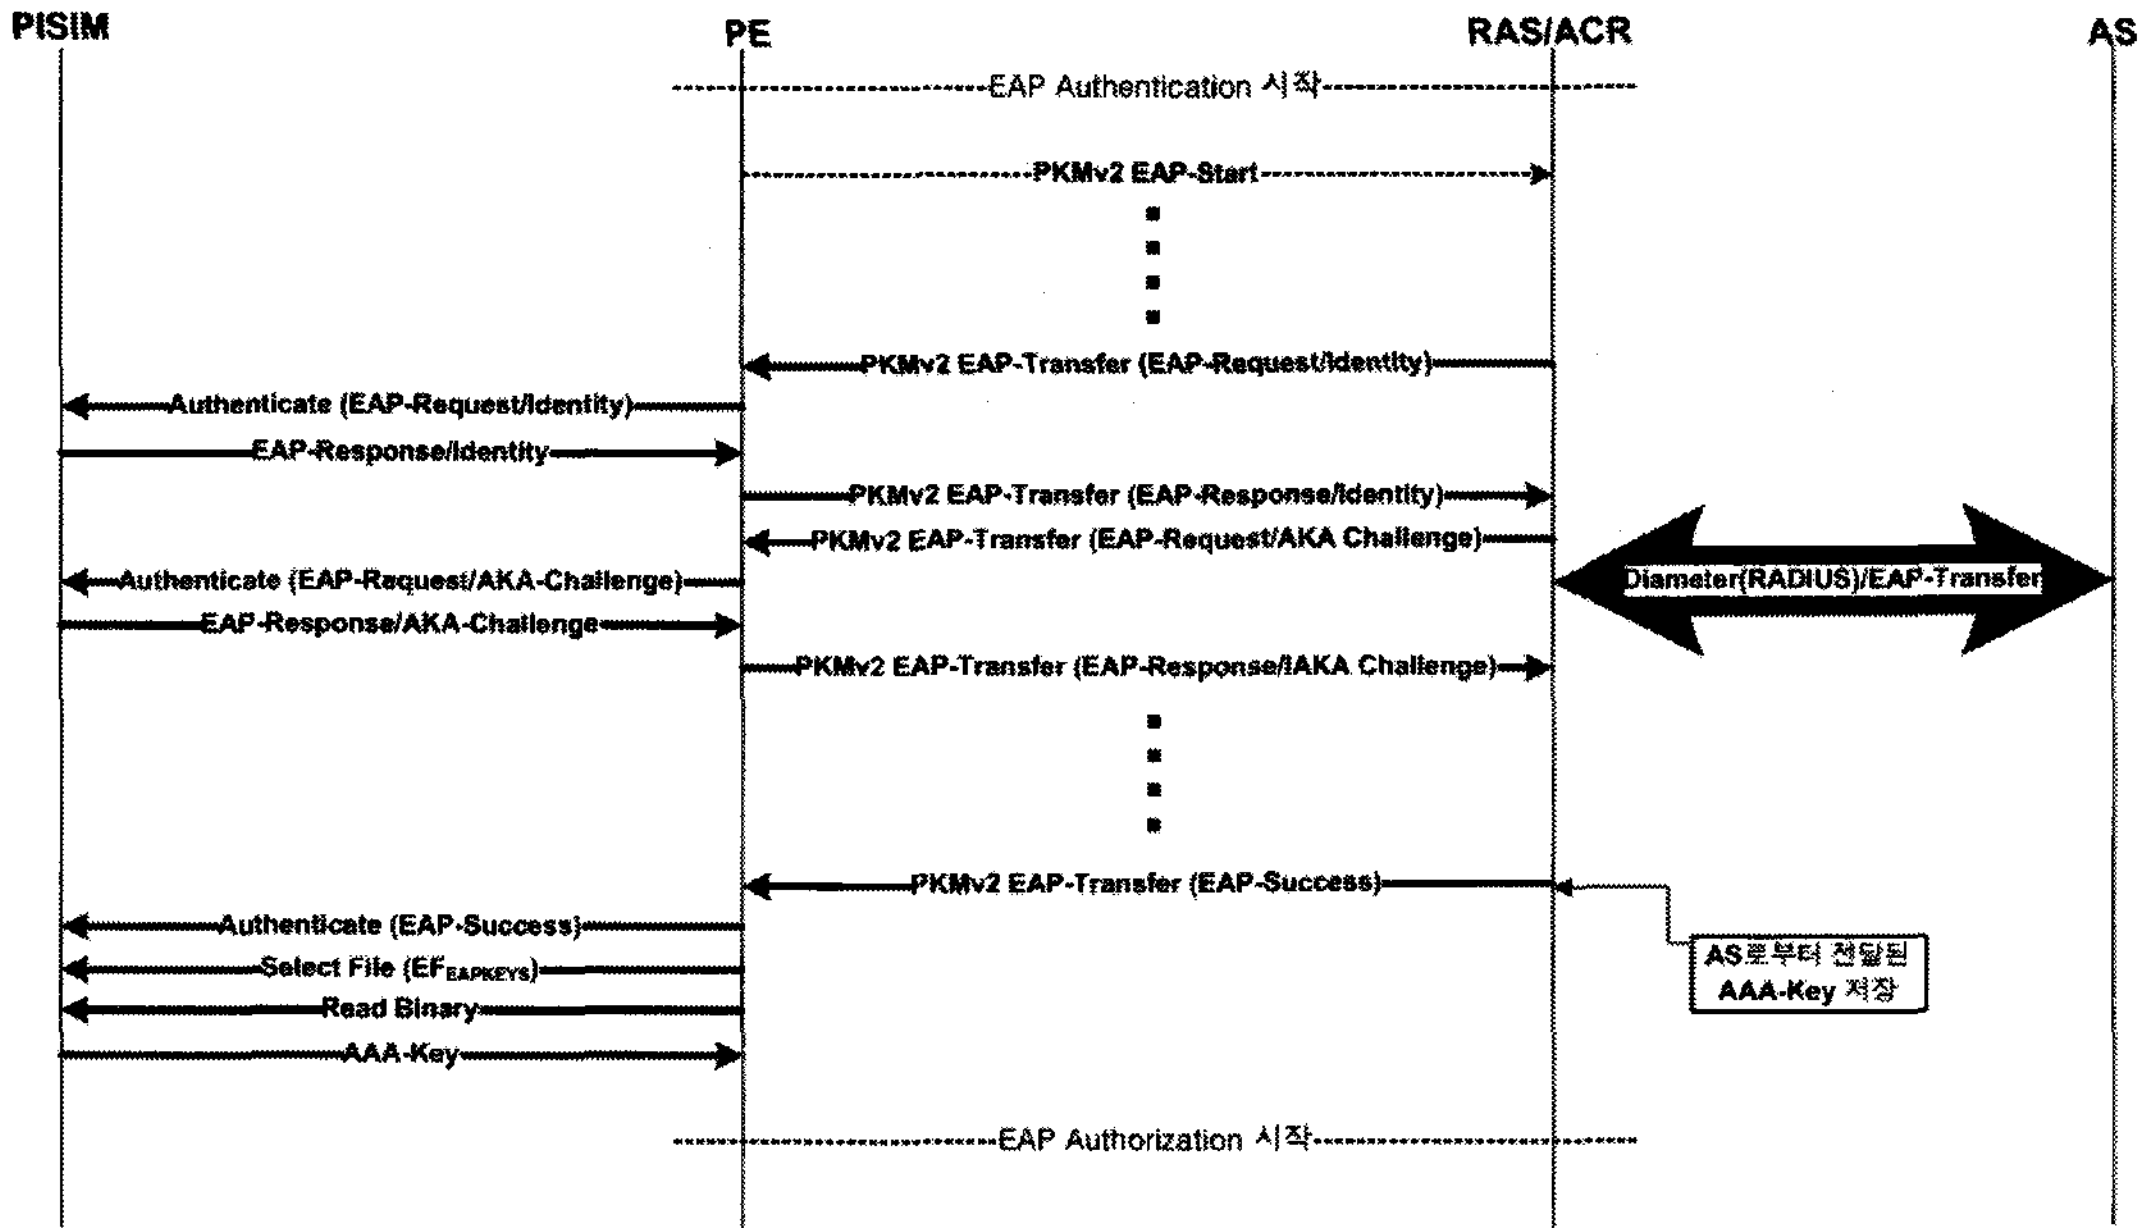 PISIM
PE
RAS/ACR
AS
EAP Authentication 시작
PKMv2 EAP-Start
PKMv2 EAP-Transfer (EAP-Request/Identity)
Authenticate (EAP-Request/Identity)
EAP-Response/Identity
PKMv2 EAP-Transfer (EAP-Response/Identity)
PKMv2 EAP-Transfer (EAP-Request/AKA Challenge)
Authenticate (EAP-Request/AKA-Challenge)
Diameter(RADIUS)/EAP-Transfer
EAP-Response/AKA-Challenge
PKMv2 EAP-Transfer (EAP-Response/IAKA Challenge)
PKMv2 EAP-Transfer (EAP-Success)
Authenticate (EAP-Success)
AS로부터 전달된
AAA-Key 저장
Select File (EFEAPKEYS)
Read Binary
AAA-Key
EAP Authorization 시작